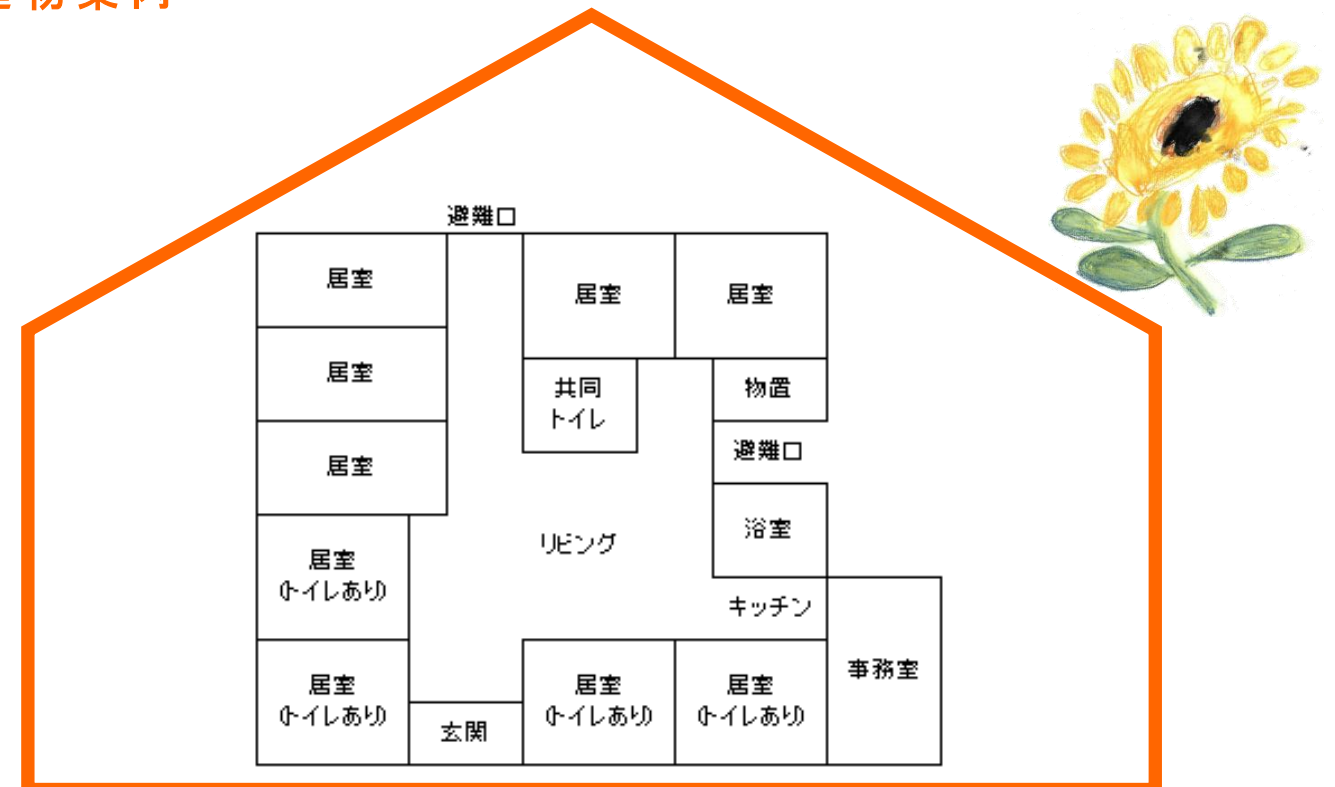 避難口
居室
居室
居室
居室
共同
トイレ
物置
居室
避難口
居室
浴室
リビング
居室
(トイレあり)
キッチン
事務室
居室
(トイレあり)
居室
(トイレあり)
居室
(トイレあり)
玄関